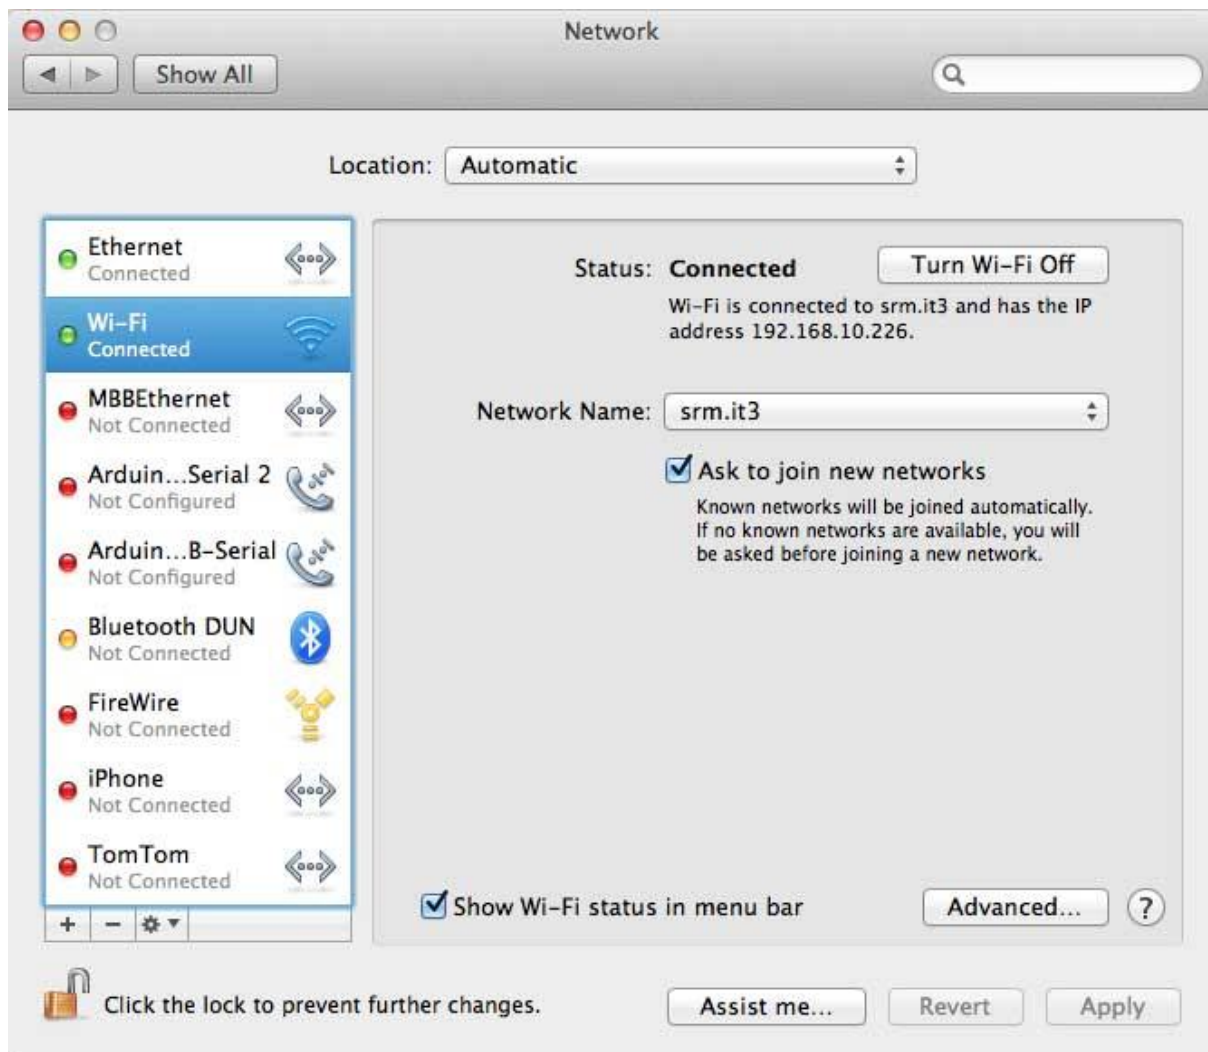 Network
Show All
Location: Automatic
Ethernet
Connected
Wi-Fi
Connected
MBBEthernet
Not Connected
Arduin...Serial 2
Not Configured
Arduin...B-Serial
Not Configured
Bluetooth DUN
Not Connected
FireWire
Not Connected
iPhone
Not Connected
TomTom
Not Connected
Status: Connected Turn Wi-Fi Off
Wi-Fi is connected to srm.it3 and has the IP
address 192.168.10.226.
Network Name: srm.it3
Ask to join new networks
Known networks will be joined automatically.
If no known networks are available, you will
be asked before joining a new network.
Show Wi-Fi status in menu bar Advanced... ?
Click the lock to prevent further changes. Assist me... Revert Apply